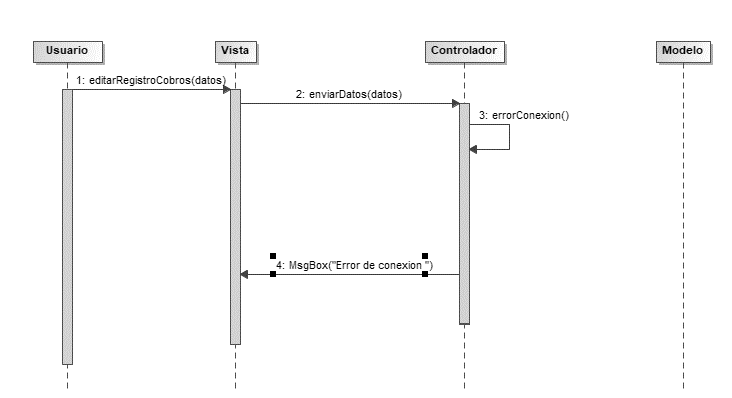 Usuario
Vista
Controlador
Modelo
1: editarRegistroCobros(datos)
2: enviarDatos(datos)
3: errorConexion()
4: MsgBox("Error de conexion ")